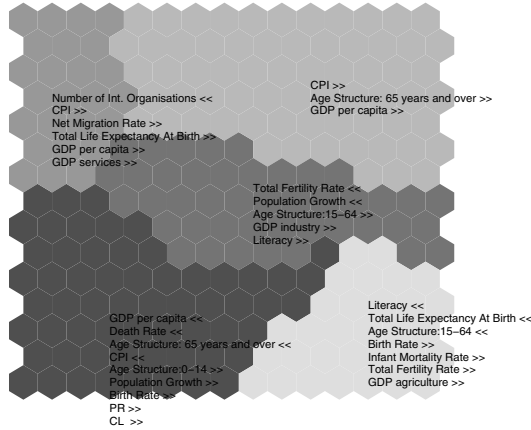 Number of Int. Organisations <<
CPI >>
Net Migration Rate >>
Total Life Expectancy At Birth >>
GDP per capita >>
GDP services >>
CPI >>
Age Structure: 65 years and over >>
GDP per capita >>
Total Fertility Rate <<
Population Growth <<
Age Structure:15–64 >>
GDP industry >>
Literacy >>
GDP per capita <<
Death Rate <<
Age Structure: 65 years and over <<
CPI <<
Age Structure:0–14 >>
Population Growth >>
Birth Rate >>
PR >>
CL >>
Literacy <<
Total Life Expectancy At Birth <<
Age Structure:15–64 <<
Birth Rate >>
Infant Mortality Rate >>
Total Fertility Rate >>
GDP agriculture >>